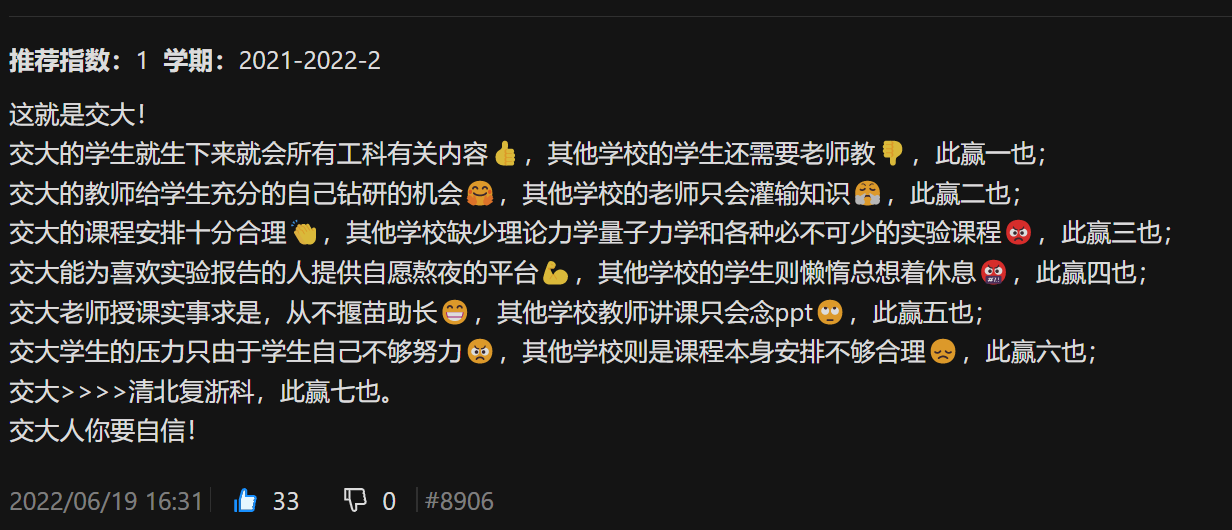 推荐指数：1 学期：2021-2022-2
这就是交大！
交大的学生就生下来就会所有工科有关内容👍，其他学校的学生还需要老师教👎，此赢一也；
交大的教师给学生充分的自己钻研的机会🤗，其他学校的老师只会灌输知识😤，此赢二也；
交大的课程安排十分合理👏，其他学校缺少理论力学量子力学和各种必不可少的实验课程😡，此赢三也；
交大能为喜欢实验报告的人提供自愿熬夜的平台💪，其他学校的学生则懒惰总想着休息🤬，此赢四也；
交大老师授课实事求是，从不揠苗助长😁，其他学校教师讲课只会念ppt🙄，此赢五也；
交大学生的压力只由于学生自己不够努力😠，其他学校则是课程本身安排不够合理😞，此赢六也；
交大>>>>清北复浙科，此赢七也。
交大人你要自信！
2022/06/19 16:31 33 0 #8906